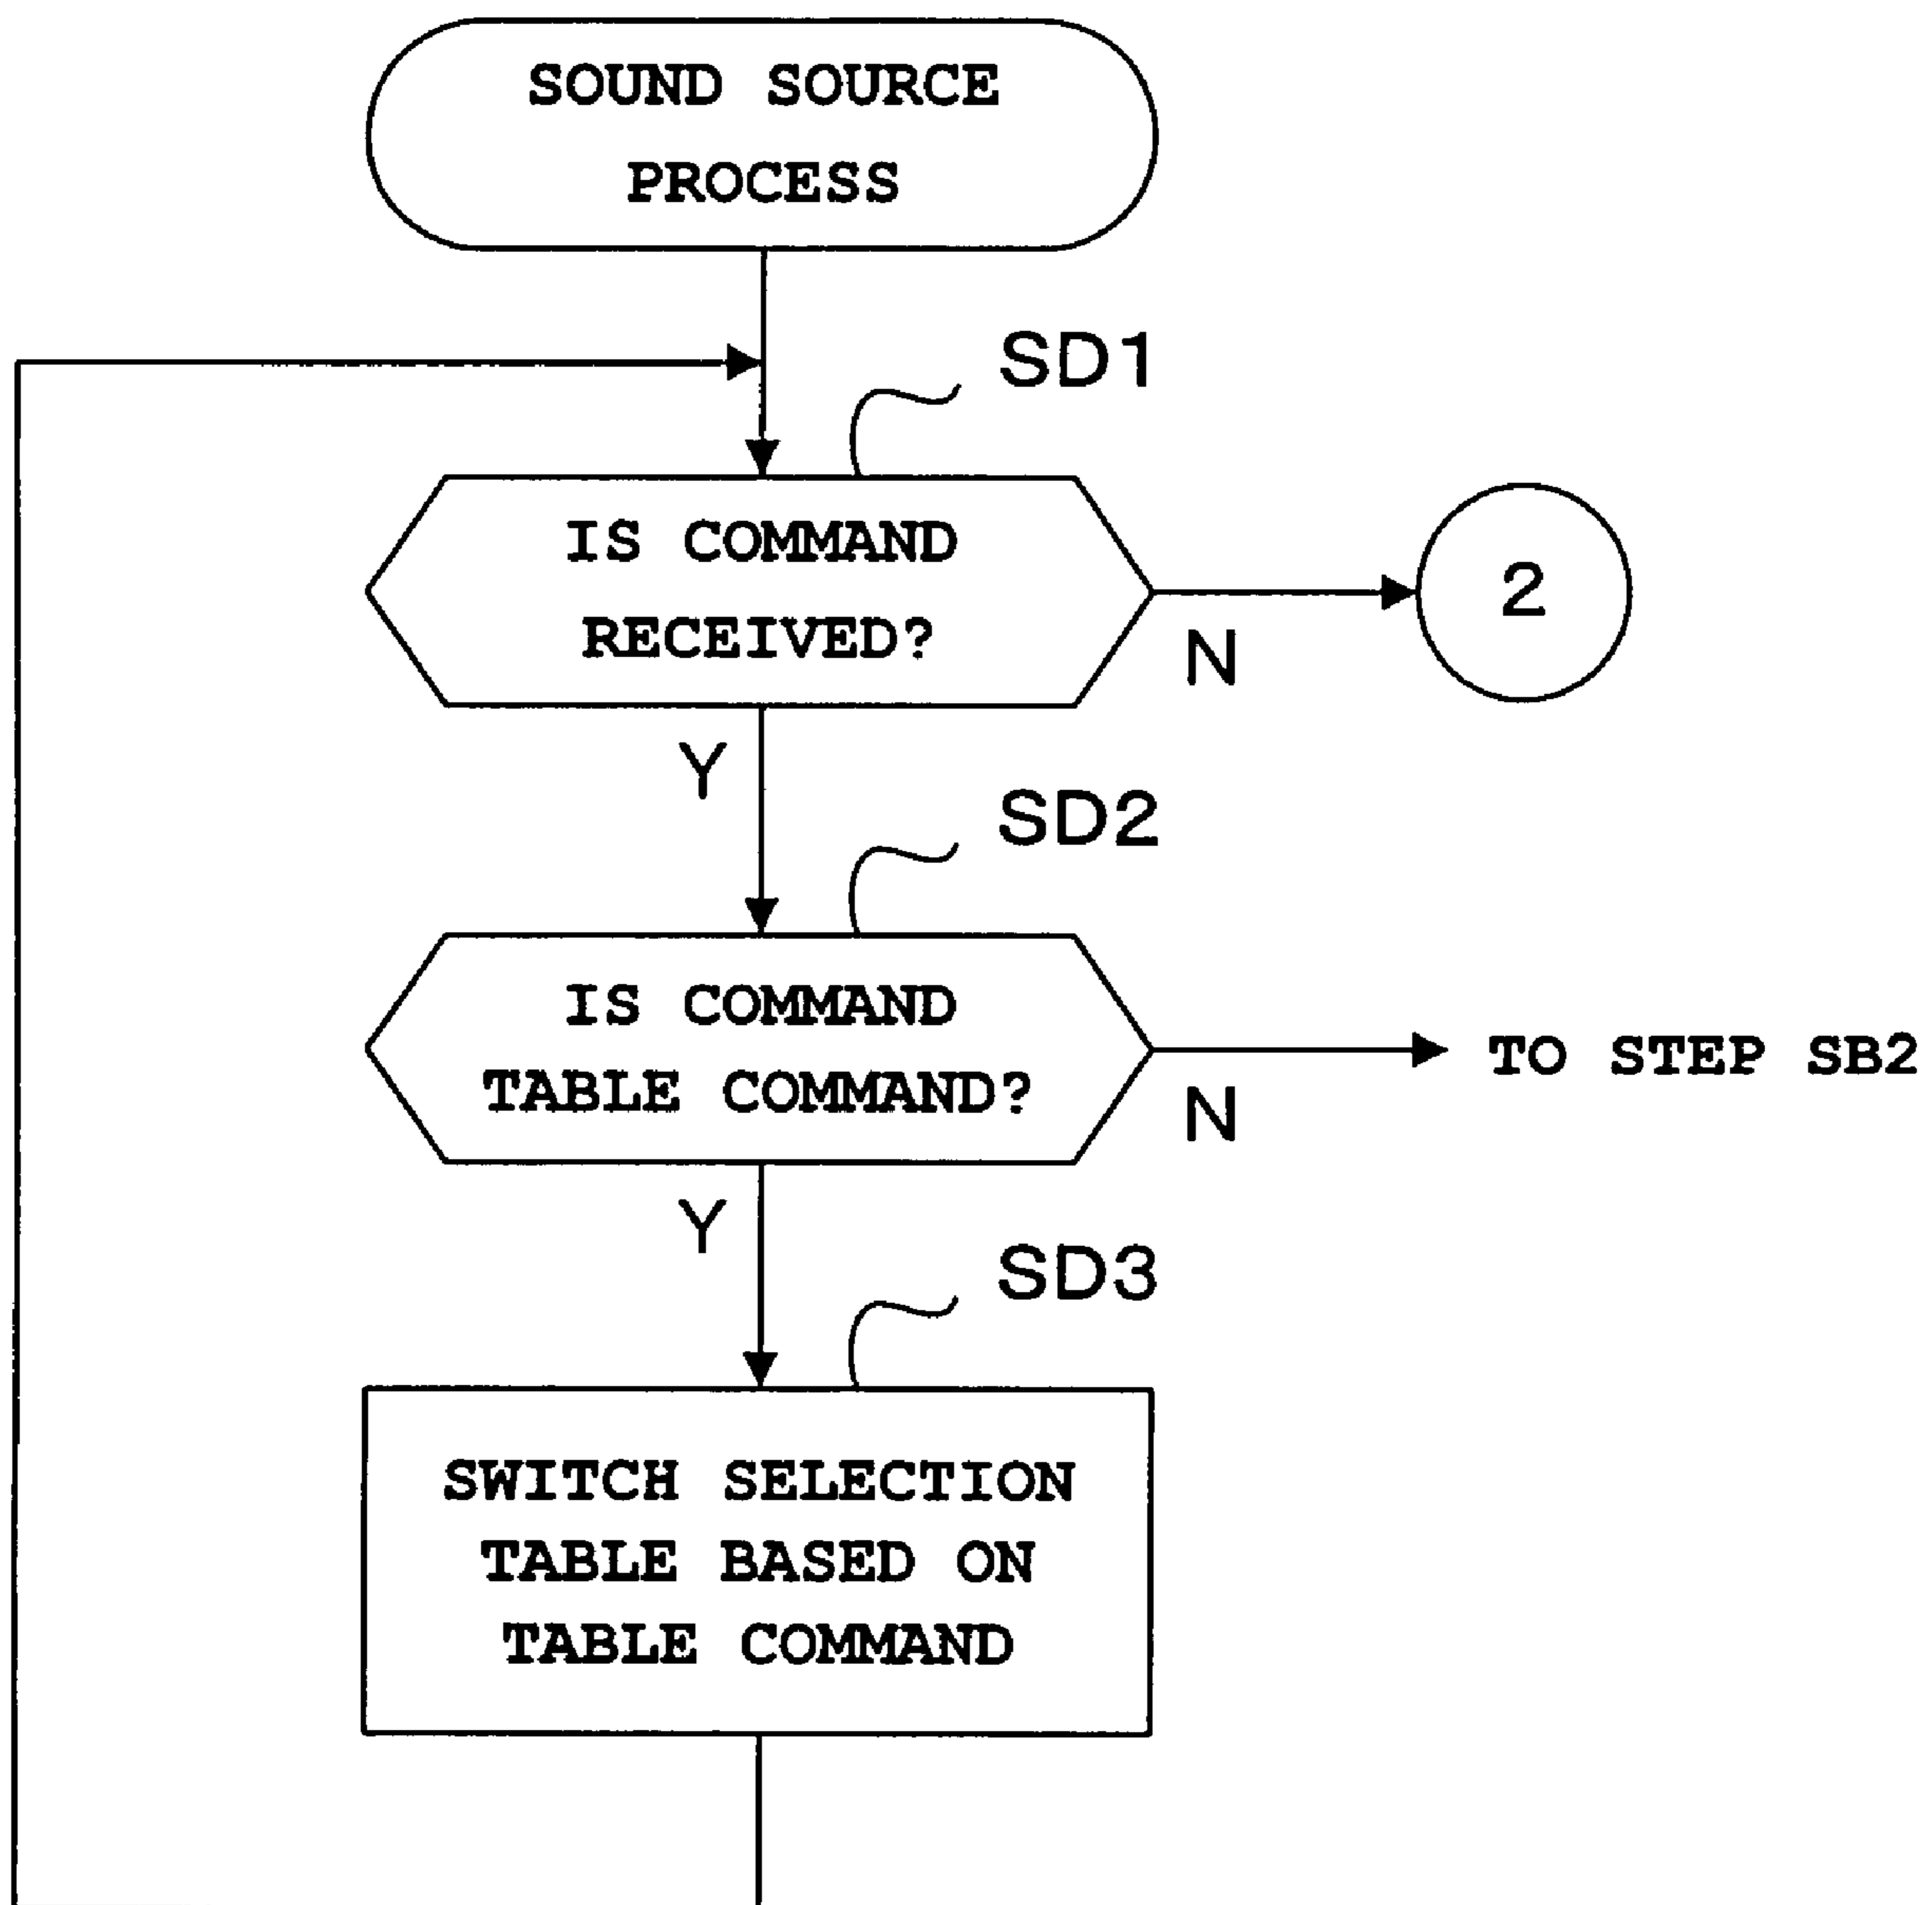 SOUND SOURCE
PROCESS
SD1
IS COMMAND
RECEIVED?
2
N
Y
SD2
IS COMMAND
TABLE COMMAND?
TO STEP SB2
N
Y
SD3
SWITCH SELECTION
TABLE BASED ON
TABLE COMMAND